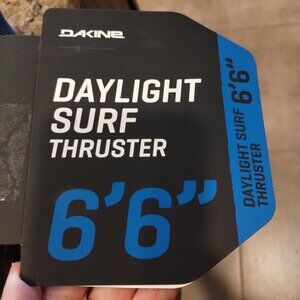 DAKINE
DAYLIGHT
SURF
THRUSTER
6'6"
DAYLIGHT SURF
THRUSTER
6'6"